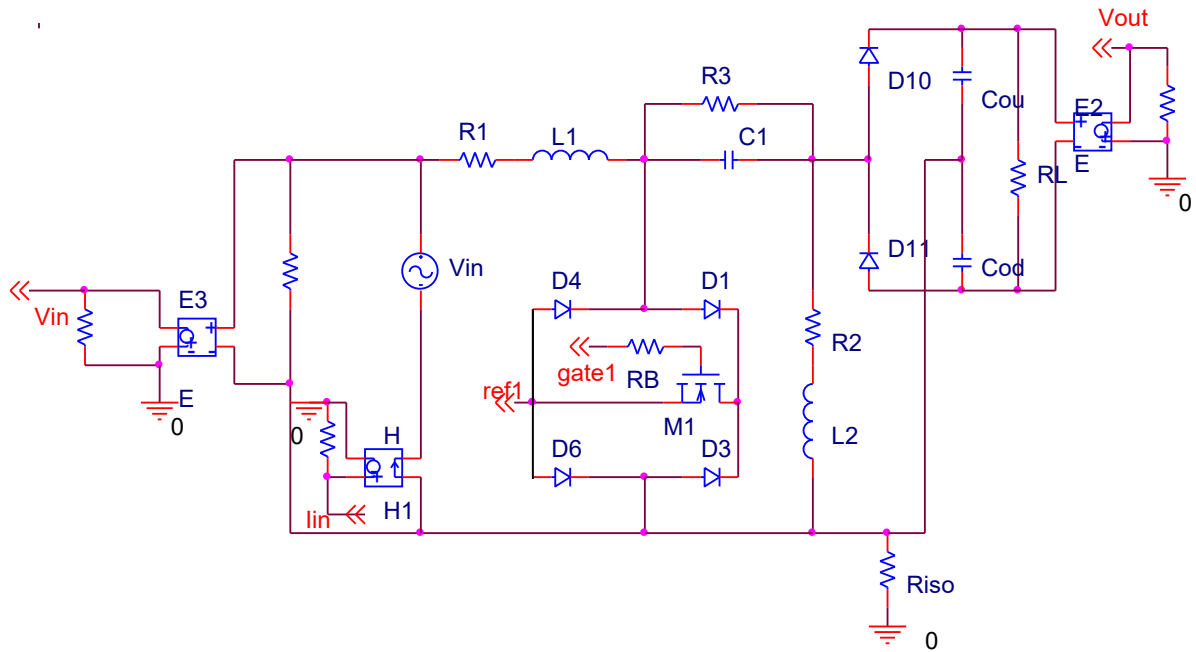 Vout
R3
D10
Cou
E2
R1
L1
C1
E
RL
0
D11
Vin
Cod
E3
D4
D1
Vin
R2
gate1
RB
ref1
E
M1
0
0
H
L2
D6
D3
H1
Iin
Riso
0